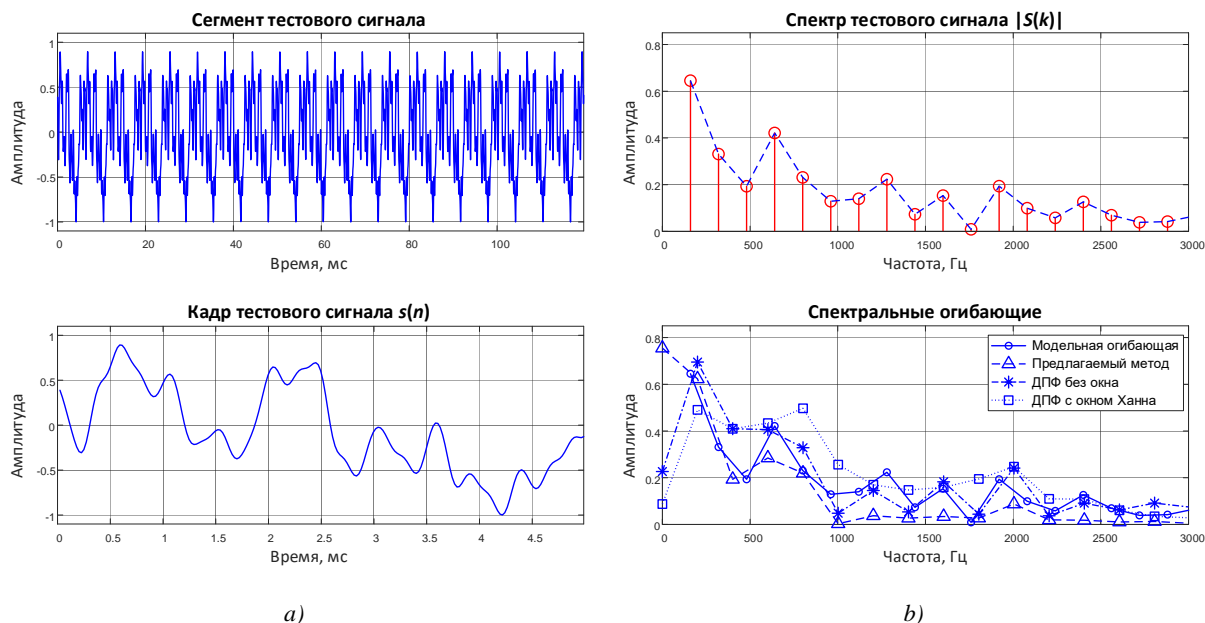 Сегмент тестового сигнала
Амплитуда
1
0.5
0
-0.5
-1
0 20 40 60 80 100
Время, мс
Кадр тестового сигнала s(n)
Амплитуда
1
0.5
0
-0.5
-1
0 0.5 1 1.5 2 2.5 3 3.5 4 4.5
Время, мс
a)
Спектр тестового сигнала |S(k)|
Амплитуда
0.8
0.6
0.4
0.2
0
0 500 1000 1500 2000 2500 3000
Частота, Гц
Спектральные огибающие
Амплитуда
0.8
0.6
0.4
0.2
0
Модельная огибающая
Предлагаемый метод
ДПФ без окна
ДПФ с окном Ханна
0 500 1000 1500 2000 2500 3000
Частота, Гц
b)